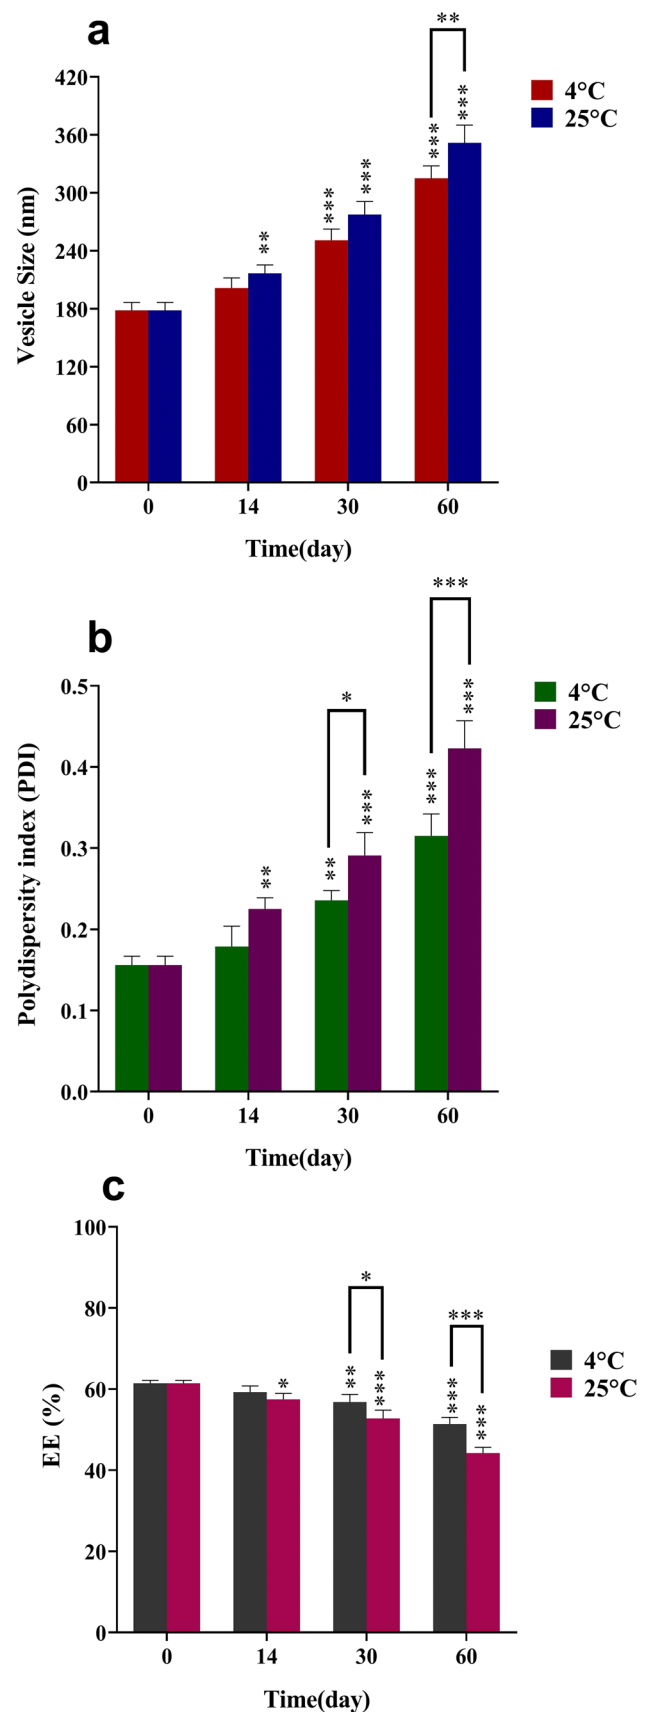 a
**
420
360
300
240
180
120
60
0
Vesicle Size (nm)
***
***
***
***
**
4°C
25°C
0 14 30 60
Time(day)
b
***
*
0.5
0.4
0.3
0.2
0.1
0.0
Polydispersity index (PDI)
***
***
***
**
**
4°C
25°C
0 14 30 60
Time(day)
c
*
***
100
80
60
40
20
0
EE (%)
*
**
***
***
***
4°C
25°C
0 14 30 60
Time(day)